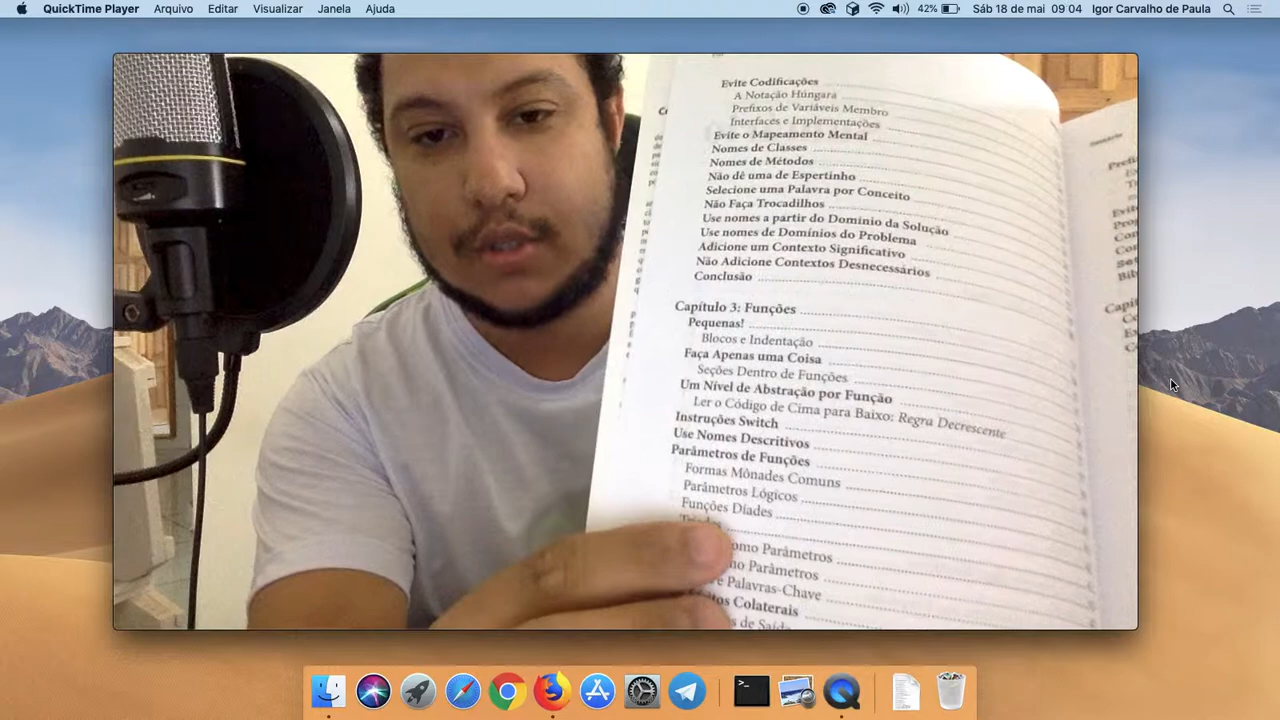 QuickTime Player Arquivo Editar Visualizar Janela Ajuda 42% Sáb 18 de mai 09 04 Igor Carvalho de Paula
Evite Codificações
A Notação Húngara
Prefixos de Variáveis Membro
Interfaces e Implementações
Evite o Mapeamento Mental
Nomes de Classes
Nomes de Métodos
Não dê uma de Espertinho
Selecione uma Palavra por Conceito
Não Faça Trocadilhos
Use nomes a partir do Domínio da Solução
Use nomes de Domínios do Problema
Adicione um Contexto Significativo
Não Adicione Contextos Desnecessários
Conclusão
Capítulo 3: Funções
Pequenas!
Blocos e Indentação
Faça Apenas uma Coisa
Seções Dentro de Funções
Um Nível de Abstração por Função
Ler o Código de Cima para Baixo: Regra Decrescente
Instruções Switch
Use Nomes Descritivos
Parâmetros de Funções
Formas Mônades Comuns
Parâmetros Lógicos
Funções Díades
Parâmetros
Parâmetros
e Palavras-Chave
Colaterais
de Saída